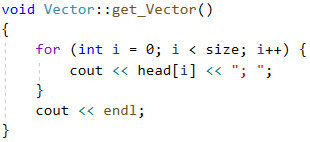 void Vector::get_Vector()
{
    for (int i = 0; i < size; i++) {
        cout << head[i] << "; ";
    }
    cout << endl;
}